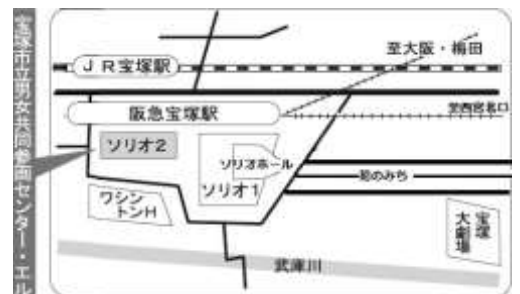 宝塚市立男女共同参画センター・エル
JR宝塚駅
至大阪・梅田
阪急宝塚駅
至西宮北口
ソリオ2
ソリオホール
ソリオ1
花のみち
ワシン
トンH
宝塚
大劇場
武庫川